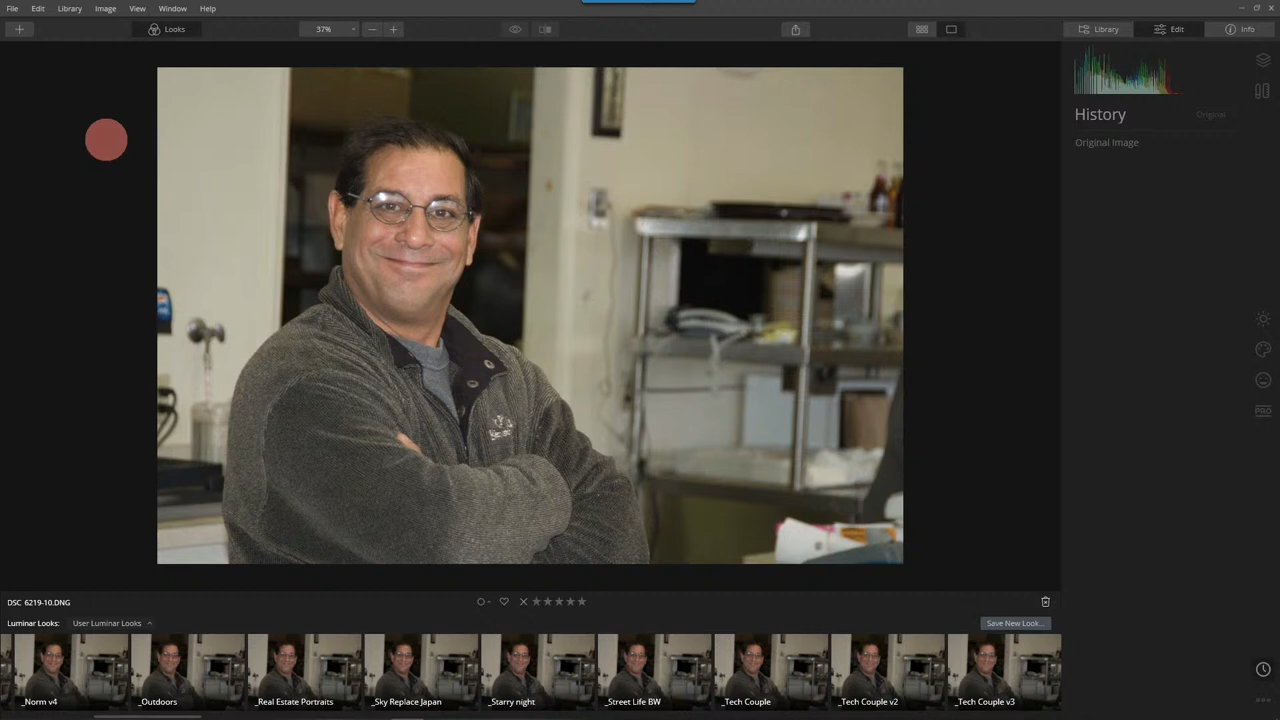 File Edit Library Image View Window Help
Looks 37% Library Edit Info
History Original
Original Image
PRO
DSC 6219-10.DNG
Luminar Looks: User Luminar Looks Save New Look...
_Norm v4 _Outdoors _Real Estate Portraits _Sky Replace Japan _Starry night _Street Life BW _Tech Couple _Tech Couple v2 _Tech Couple v3